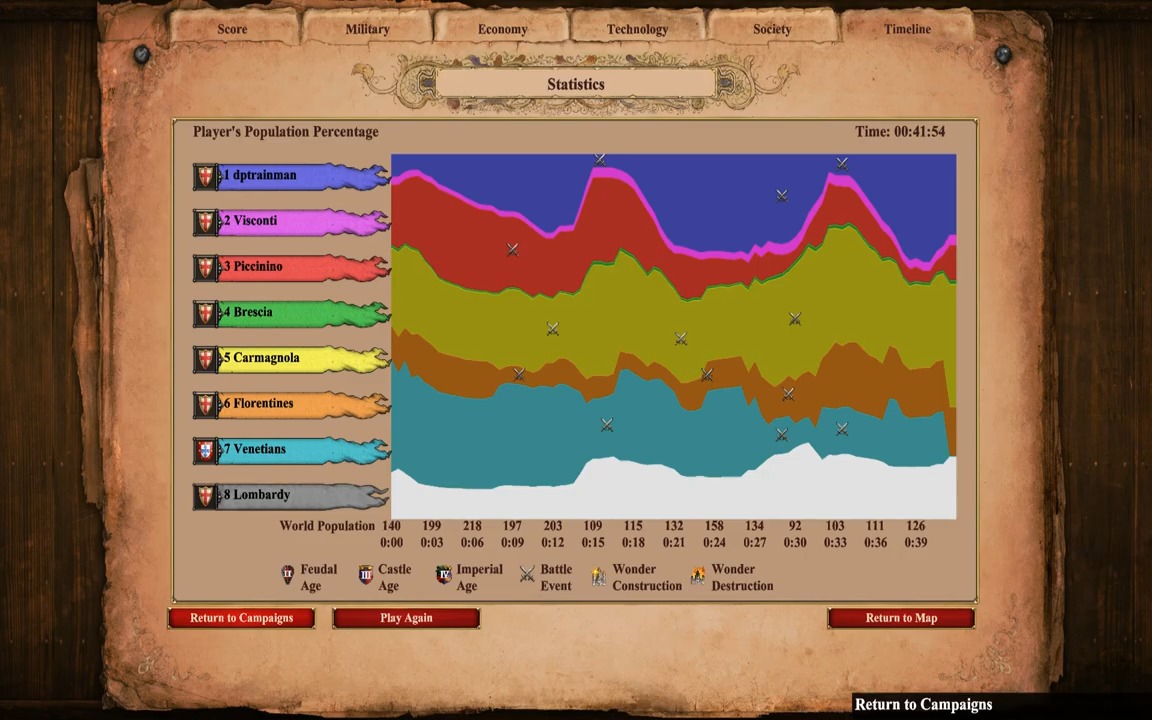 Score Military Economy Technology Society Timeline
Statistics
Player's Population Percentage Time: 00:41:54
1 dptrainman
2 Visconti
3 Piccinino
4 Brescia
5 Carmagnola
6 Florentines
7 Venetians
8 Lombardy
World Population 140 199 218 197 203 109 115 132 158 134 92 103 111 126
0:00 0:03 0:06 0:09 0:12 0:15 0:18 0:21 0:24 0:27 0:30 0:33 0:36 0:39
II Feudal Age
III Castle Age
IV Imperial Age
Battle Event
Wonder Construction
Wonder Destruction
Return to Campaigns Play Again Return to Map
Return to Campaigns